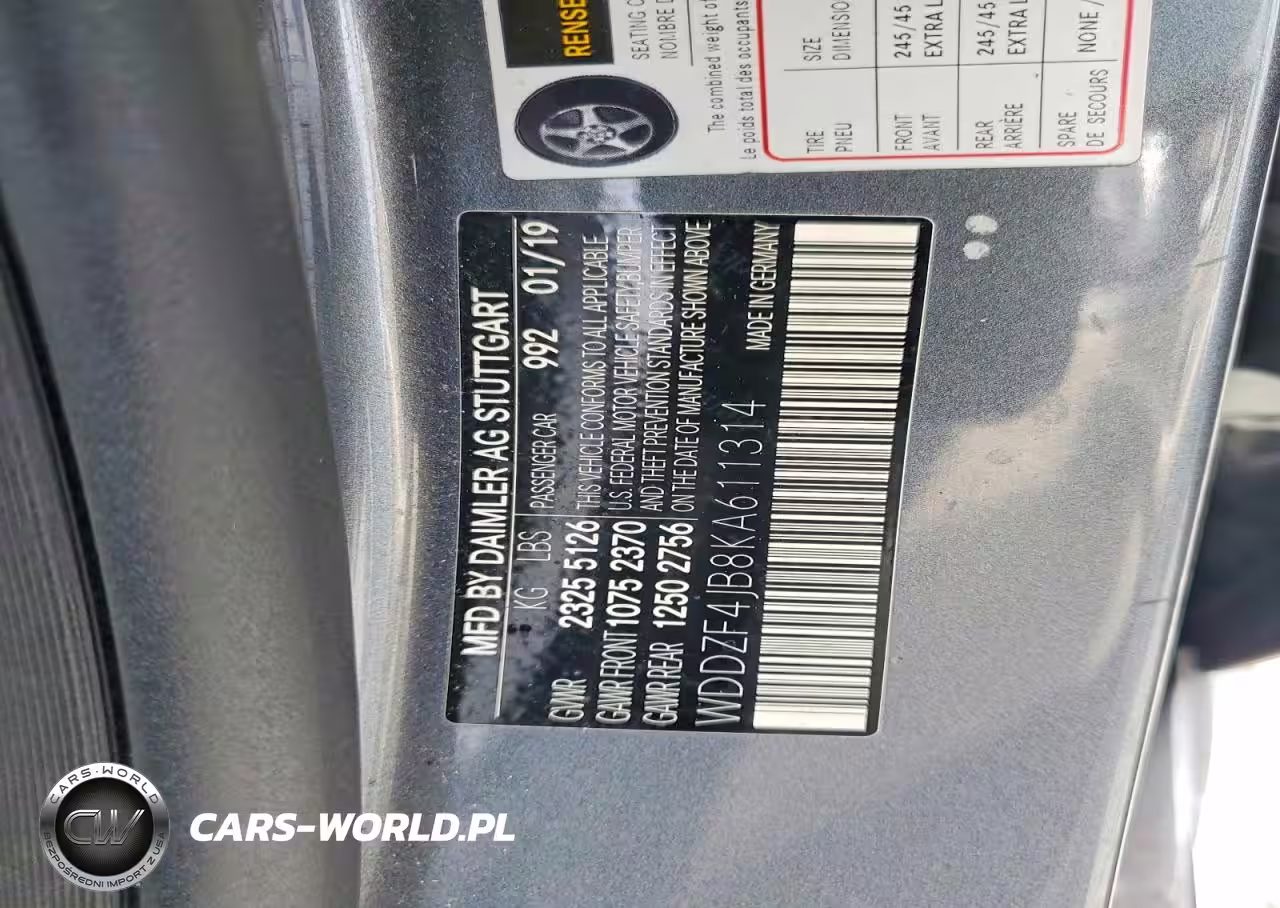 MFD BY DAIMLER AG STUTTGART
KG LBS PASSENGER CAR 992 01/19
GVWR 2325 5126 THIS VEHICLE CONFORMS TO ALL APPLICABLE
GAWR FRONT 1075 2370 U.S. FEDERAL MOTOR VEHICLE SAFETY, BUMPER
GAWR REAR 1250 2756 AND THEFT PREVENTION STANDARDS IN EFFECT
ON THE DATE OF MANUFACTURE SHOWN ABOVE
WDDZF4JB8KA611314 MADE IN GERMANY
RENSE
SEATING C
NOMBRE D
The combined weight of
Le poids total des occupants
TIRE SIZE
PNEU DIMENSIO
FRONT 245/45
AVANT EXTRA L
REAR 245/45
ARRIÈRE EXTRA L
SPARE NONE/
DE SECOURS
CARS-WORLD
CW
BEZPOŚREDNI IMPORT Z USA
CARS-WORLD.PL